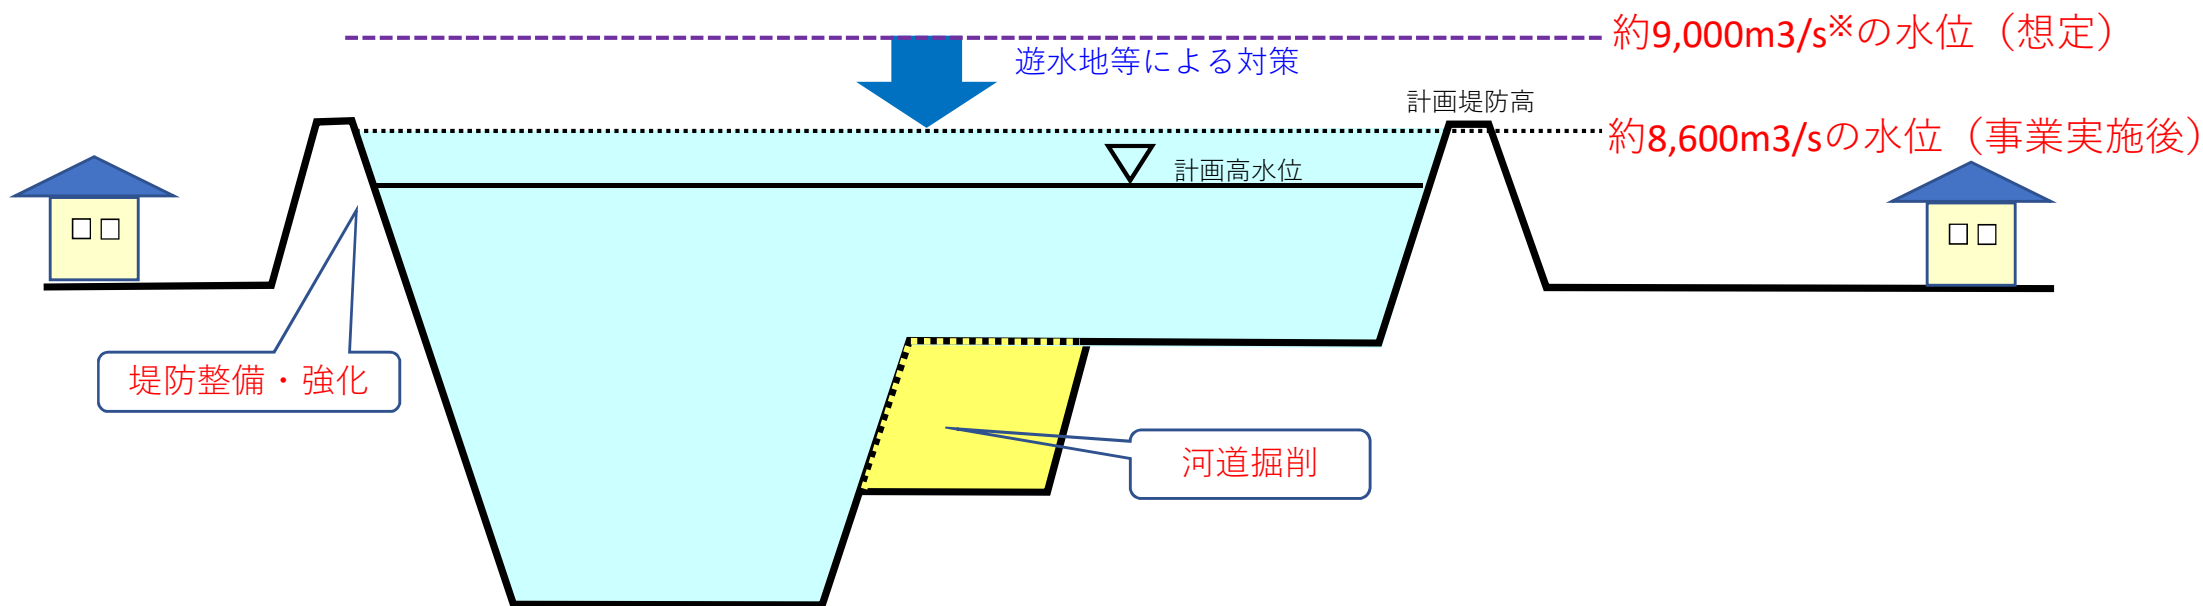 約9,000m3/s※の水位（想定）
遊水地等による対策
計画堤防高
約8,600m3/sの水位（事業実施後）
計画高水位
堤防整備・強化
河道掘削